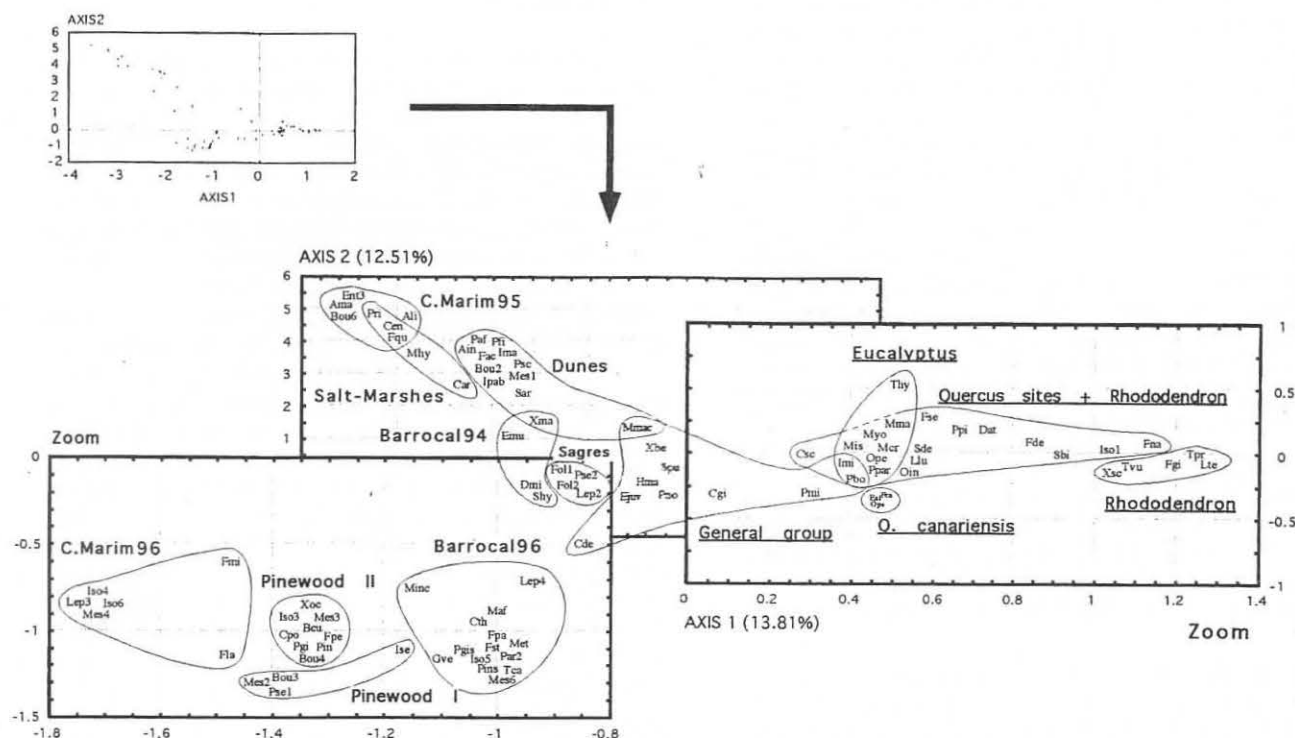 AXIS2
6
5
4
3
2
1
0
-1
-2
-4 -3 -2 -1 0 1 2
AXIS1
AXIS 2 (12.51%)
6
5
4
3
2
1
0
Ent3
Ama
Bou6
Pri
Ali
Cen
Fqu
Mhy
Car
C.Marim95
Salt-Marshes
Paf
Pfi
Ain
Fae
Ima
Bou2
Psc
Ipab
Mes1
Sar
Dunes
Xma
Emu
Barrocal94
Sagres
Fol1
Pse2
Fol2
Dmi
Shy
Lep2
Mmac
Xbe
Hma
Cgi
Pmi
Cde
General group
Eucalyptus
Thy
Quercus sites + Rhododendron
Fse
Mma
Ppi Dat
Myo
Csc Mis Mcr Sde
Fde
Fna
Ope
Llu
Sbi
Iso1
Imi
Ppar
Oin
Pbo
Tpr
Xsc Tvu Fgi Lte
Rhododendron
Q. canariensis
1
0.5
0
-0.5
-1
0 0.2 0.4 0.6 0.8 1 1.2 1.4
AXIS 1 (13.81%)
Zoom
Zoom
-0.5
-1
-1.5
C.Marim96
Fmi
Iso4
Lep3 Iso6
Mes4
Fla
Pinewood II
Xoe
Iso3 Mes3
Bcu
Cpo Fpe
Pgi Pin
Bou4
Ise
Mes2 Bou3
Pse1
Pinewood I
Barrocal96
Minc
Lep4
Maf
Cth
Fpa
Pgis Fst Met
Gve Iso5 Par2
Pins Tca
Mes6
-1.8 -1.6 -1.4 -1.2 -1 -0.8